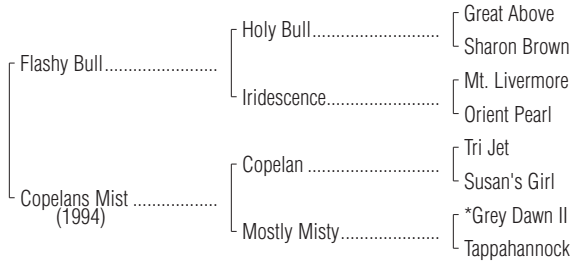 Great Above
Holy Bull
Sharon Brown
Flashy Bull
Mt. Livermore
Iridescence
Orient Pearl
Tri Jet
Copelan
Susan's Girl
Copelans Mist
(1994)
*Grey Dawn II
Mostly Misty
Tappahannock